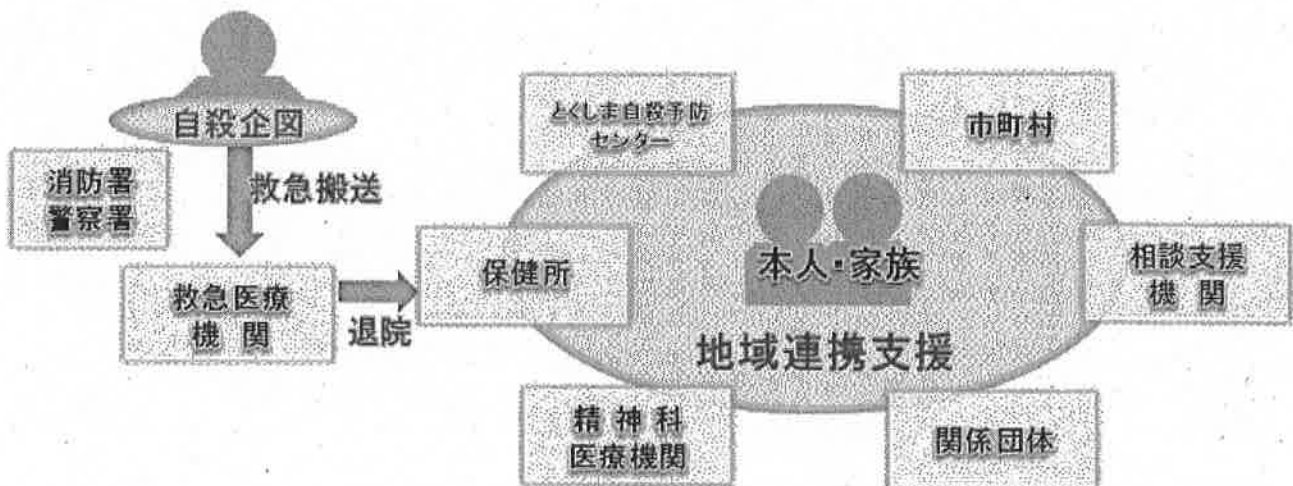 自殺企図
消防署
警察署
救急搬送
救急医療
機関
退院
保健所
とくしま自殺予防
センター
市町村
本人・家族
相談支援
機関
地域連携支援
精神科
医療機関
関係団体